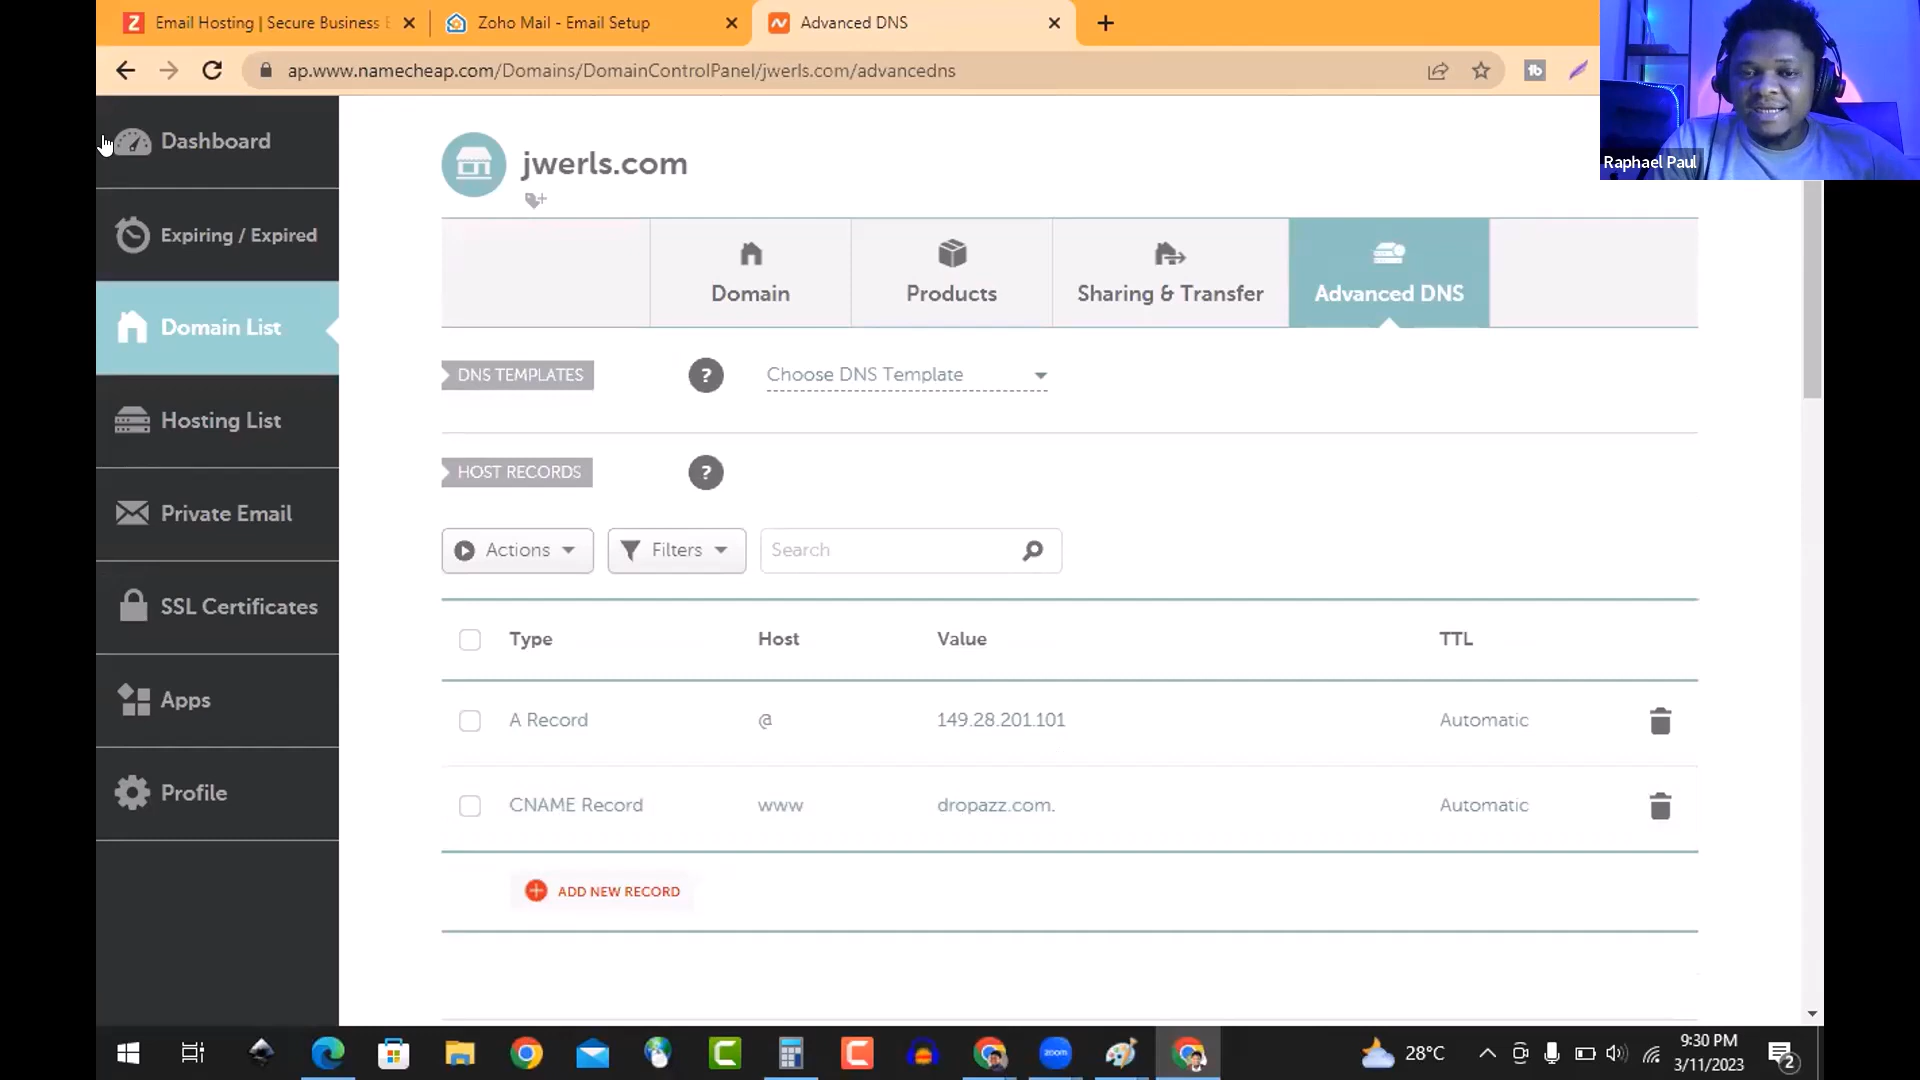 Email Hosting | Secure Business
Zoho Mail - Email Setup
Advanced DNS
ap.www.namecheap.com/Domains/DomainControlPanel/jwerls.com/advancedns
Raphael Paul
Dashboard
Expiring / Expired
Domain List
Hosting List
Private Email
SSL Certificates
Apps
Profile
jwerls.com
Domain
Products
Sharing & Transfer
Advanced DNS
DNS TEMPLATES
?
Choose DNS Template
HOST RECORDS
?
Actions
Filters
Search
Type Host Value TTL
A Record @ 149.28.201.101 Automatic
CNAME Record www dropazz.com. Automatic
ADD NEW RECORD
zoom
28°C
9:30 PM
3/11/2023
2